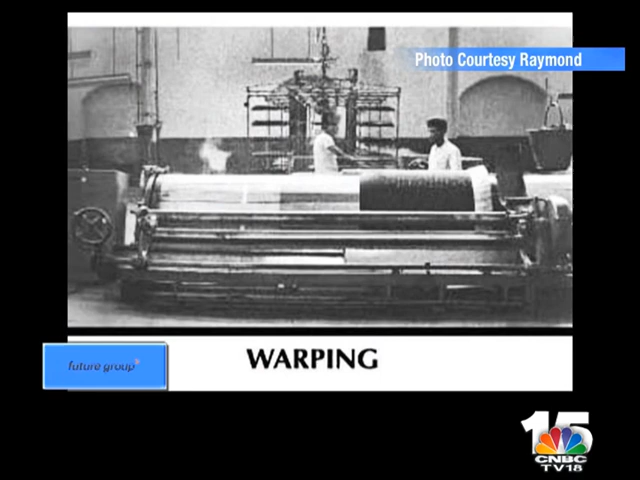 Photo Courtesy Raymond
future group
WARPING
15
CNBC
TV18